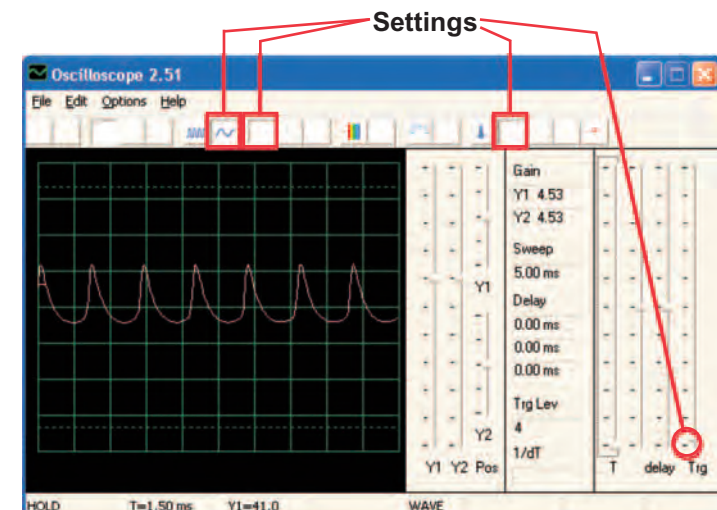 Settings
Oscilloscope 2.51
File Edit Options Help
Gain
Y1 4.53
Y2 4.53
Sweep
5.00 ms
Y1
Delay
0.00 ms
0.00 ms
0.00 ms
Trg Lev
4
Y2
1/dT
Y1 Y2 Pos
T delay Trg
HOLD T=1.50 ms Y1=41.0 WAVE